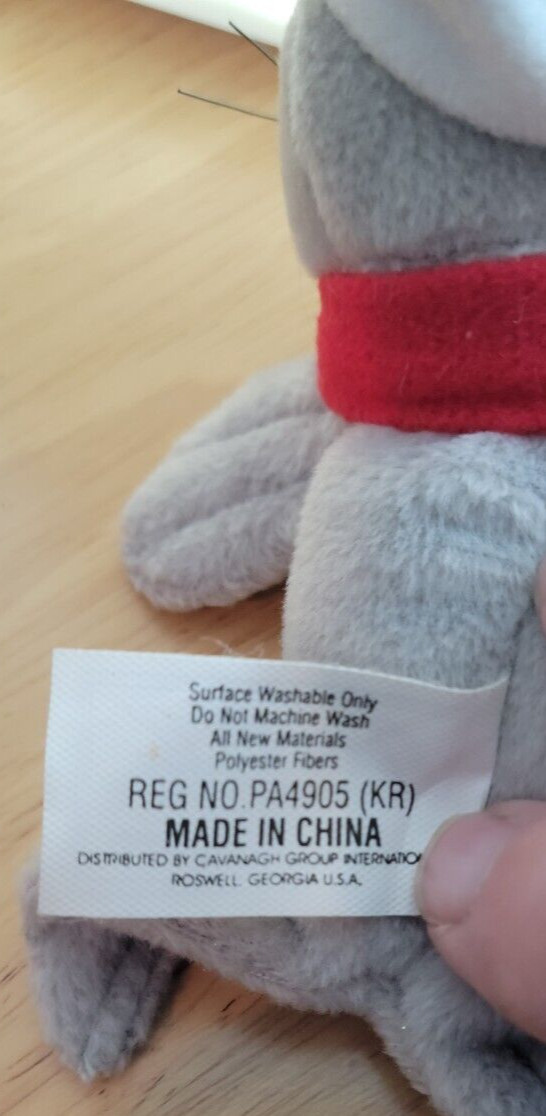 Surface Washable Only
Do Not Machine Wash
All New Materials
Polyester Fibers
REG NO.PA4905 (KR)
MADE IN CHINA
DISTRIBUTED BY CAVANAGH GROUP
ROSWELL. GEORGIA U.S.A.